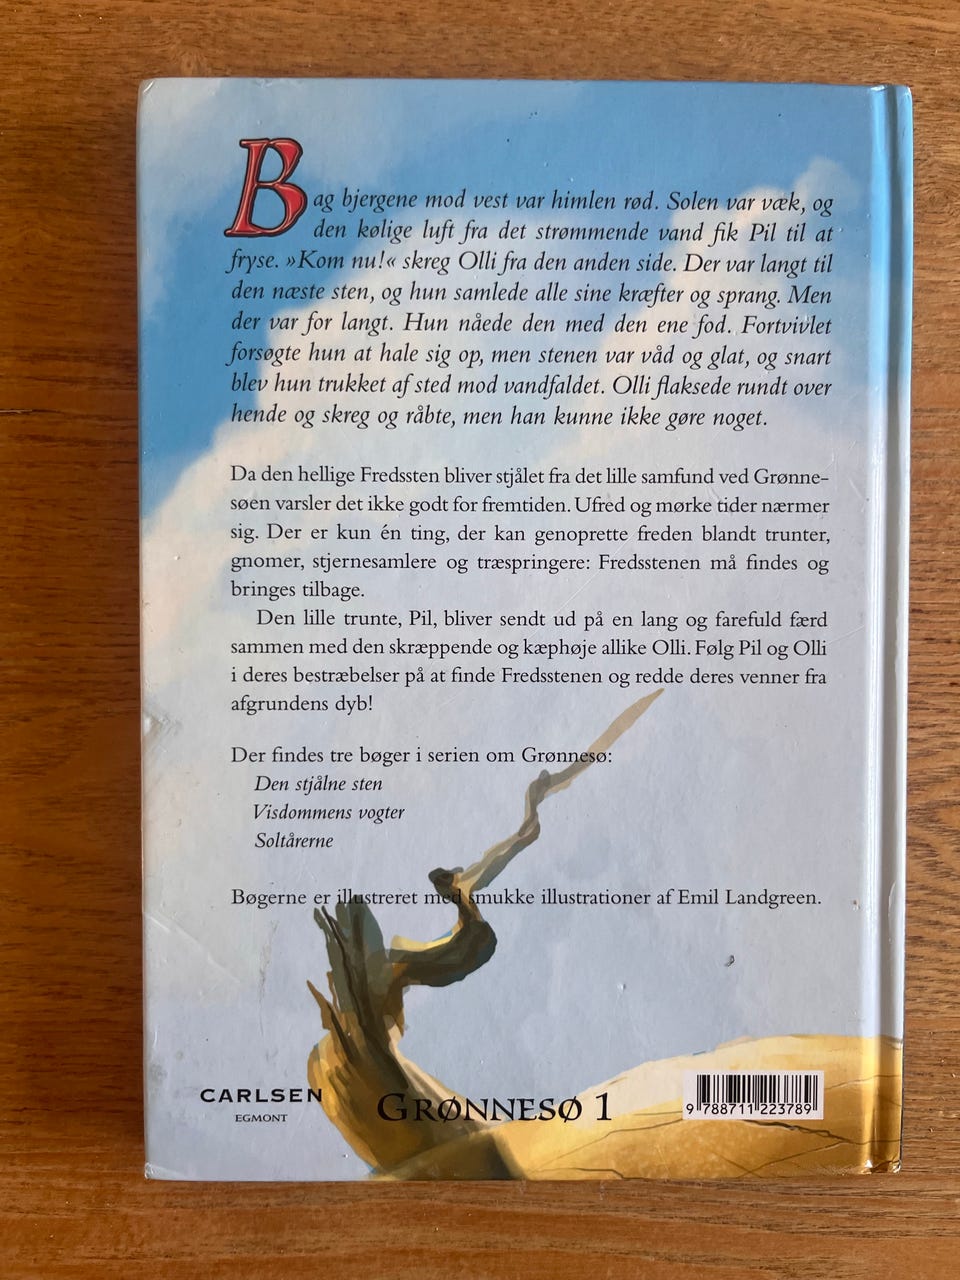 Bag bjergene mod vest var himlen rød. Solen var væk, og
den kølige luft fra det strømmende vand fik Pil til at
fryse. »Kom nu!« skreg Olli fra den anden side. Der var langt til
den næste sten, og hun samlede alle sine kræfter og sprang. Men
der var for langt. Hun nåede den med den ene fod. Fortvivlet
forsøgte hun at hale sig op, men stenen var våd og glat, og snart
blev hun trukket af sted mod vandfaldet. Olli flaksede rundt over
hende og skreg og råbte, men han kunne ikke gøre noget.
Da den hellige Fredssten bliver stjålet fra det lille samfund ved Grønne-
søen varsler det ikke godt for fremtiden. Ufred og mørke tider nærmer
sig. Der er kun én ting, der kan genoprette freden blandt trunter,
gnomer, stjernesamlere og træspringere: Fredsstenen må findes og
bringes tilbage.
Den lille trunte, Pil, bliver sendt ud på en lang og farefuld færd
sammen med den skræppende og kæphøje allike Olli. Følg Pil og Olli
i deres bestræbelser på at finde Fredsstenen og redde deres venner fra
afgrundens dyb!
Der findes tre bøger i serien om Grønnesø:
Den stjålne sten
Visdommens vogter
Soltårerne
Bøgerne er illustreret med smukke illustrationer af Emil Landgreen.
CARLSEN
EGMONT
GRØNNESØ 1
9 788711 223789